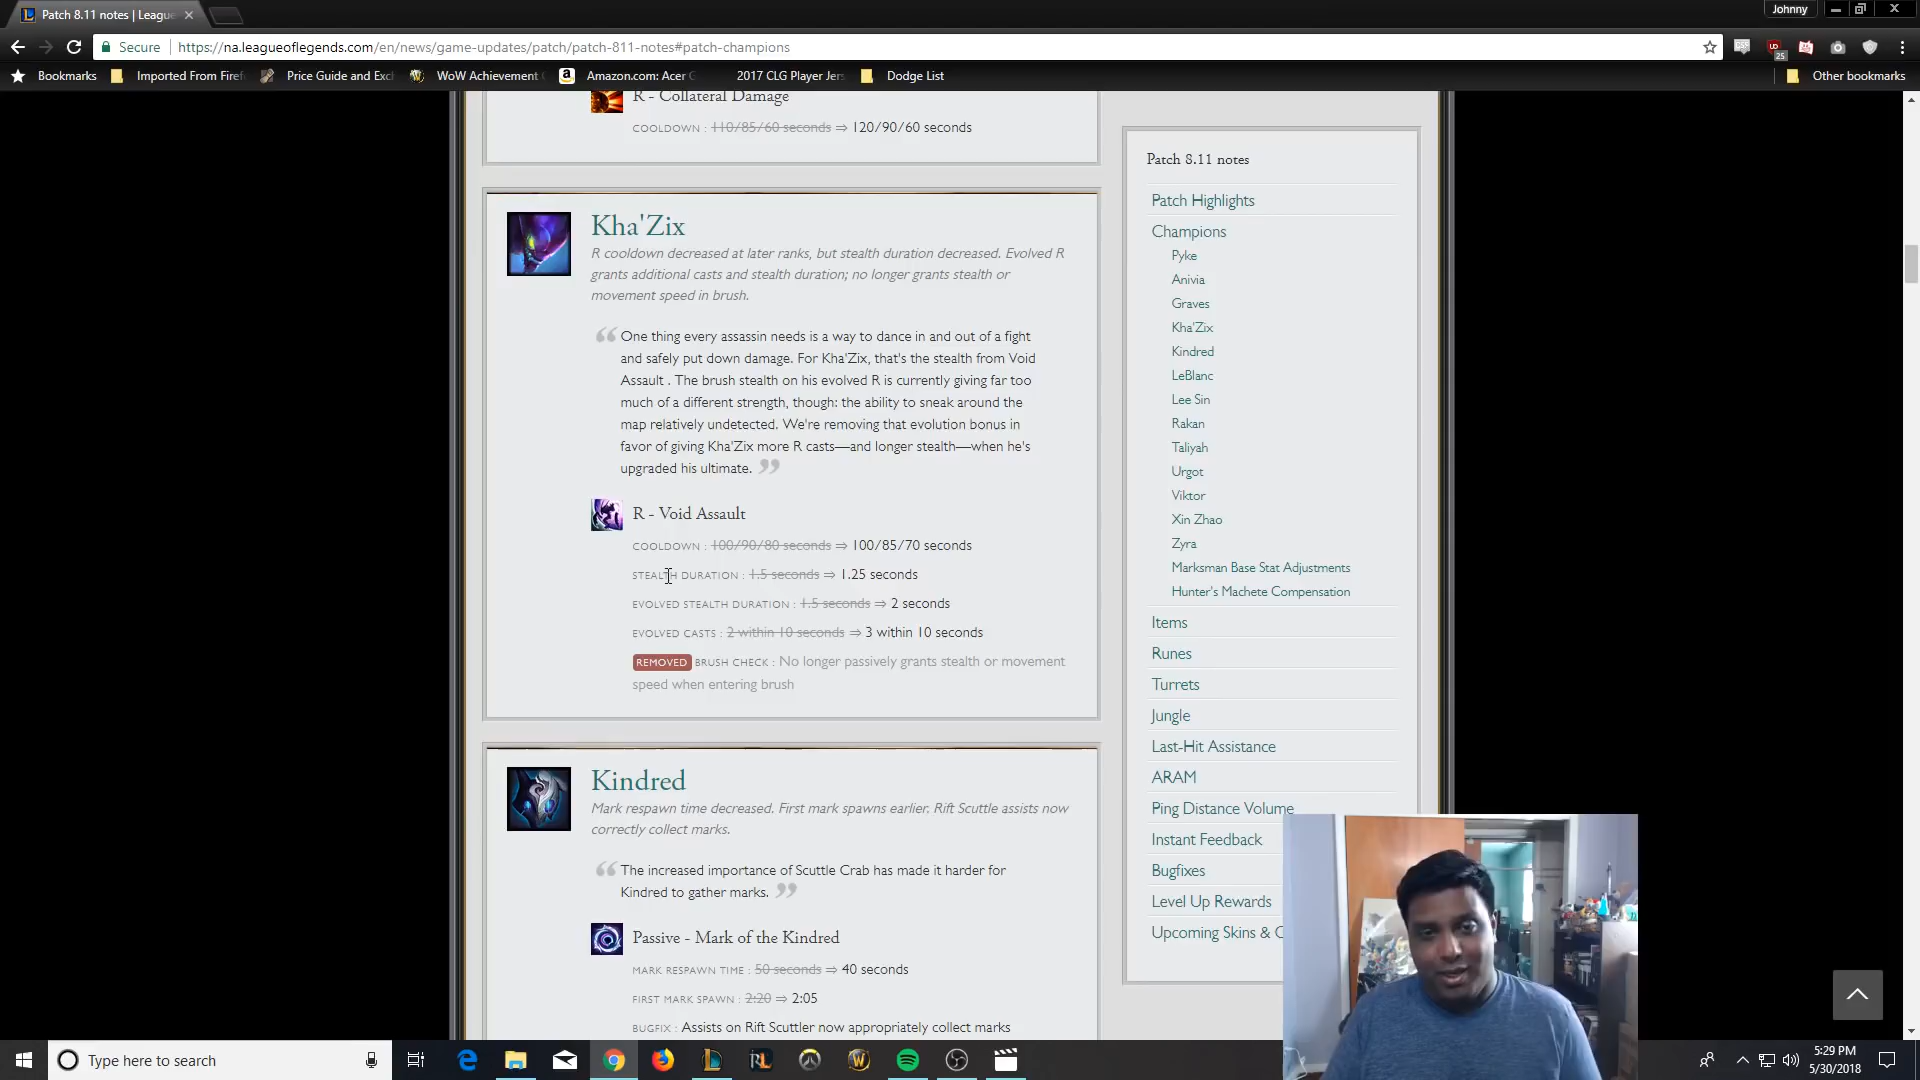 Patch 8.11 notes | League
Johnny
Secure
https://na.leagueoflegends.com/en/news/game-updates/patch/patch-811-notes#patch-champions
25
Bookmarks
Imported From Firef
Price Guide and Excl
WoW Achievement
Amazon.com: Acer
2017 CLG Player Jers
Dodge List
Other bookmarks
R - Collateral Damage
COOLDOWN : 110/85/60 seconds ⇒ 120/90/60 seconds
Kha'Zix
R cooldown decreased at later ranks, but stealth duration decreased. Evolved R
grants additional casts and stealth duration; no longer grants stealth or
movement speed in brush.
“ One thing every assassin needs is a way to dance in and out of a fight
and safely put down damage. For Kha'Zix, that's the stealth from Void
Assault . The brush stealth on his evolved R is currently giving far too
much of a different strength, though: the ability to sneak around the
map relatively undetected. We're removing that evolution bonus in
favor of giving Kha'Zix more R casts—and longer stealth—when he's
upgraded his ultimate. ”
R - Void Assault
COOLDOWN : 100/90/80 seconds ⇒ 100/85/70 seconds
STEALTH DURATION : 1.5 seconds ⇒ 1.25 seconds
EVOLVED STEALTH DURATION : 1.5 seconds ⇒ 2 seconds
EVOLVED CASTS : 2 within 10 seconds ⇒ 3 within 10 seconds
REMOVED BRUSH CHECK : No longer passively grants stealth or movement
speed when entering brush
Kindred
Mark respawn time decreased. First mark spawns earlier. Rift Scuttle assists now
correctly collect marks.
“ The increased importance of Scuttle Crab has made it harder for
Kindred to gather marks. ”
Passive - Mark of the Kindred
MARK RESPAWN TIME : 50 seconds ⇒ 40 seconds
FIRST MARK SPAWN : 2:20 ⇒ 2:05
BUGFIX : Assists on Rift Scuttler now appropriately collect marks
Patch 8.11 notes
Patch Highlights
Champions
Pyke
Anivia
Graves
Kha'Zix
Kindred
LeBlanc
Lee Sin
Rakan
Taliyah
Urgot
Viktor
Xin Zhao
Zyra
Marksman Base Stat Adjustments
Hunter's Machete Compensation
Items
Runes
Turrets
Jungle
Last-Hit Assistance
ARAM
Ping Distance Volume
Instant Feedback
Bugfixes
Level Up Rewards
Upcoming Skins & C
Type here to search
RL
5:29 PM
5/30/2018